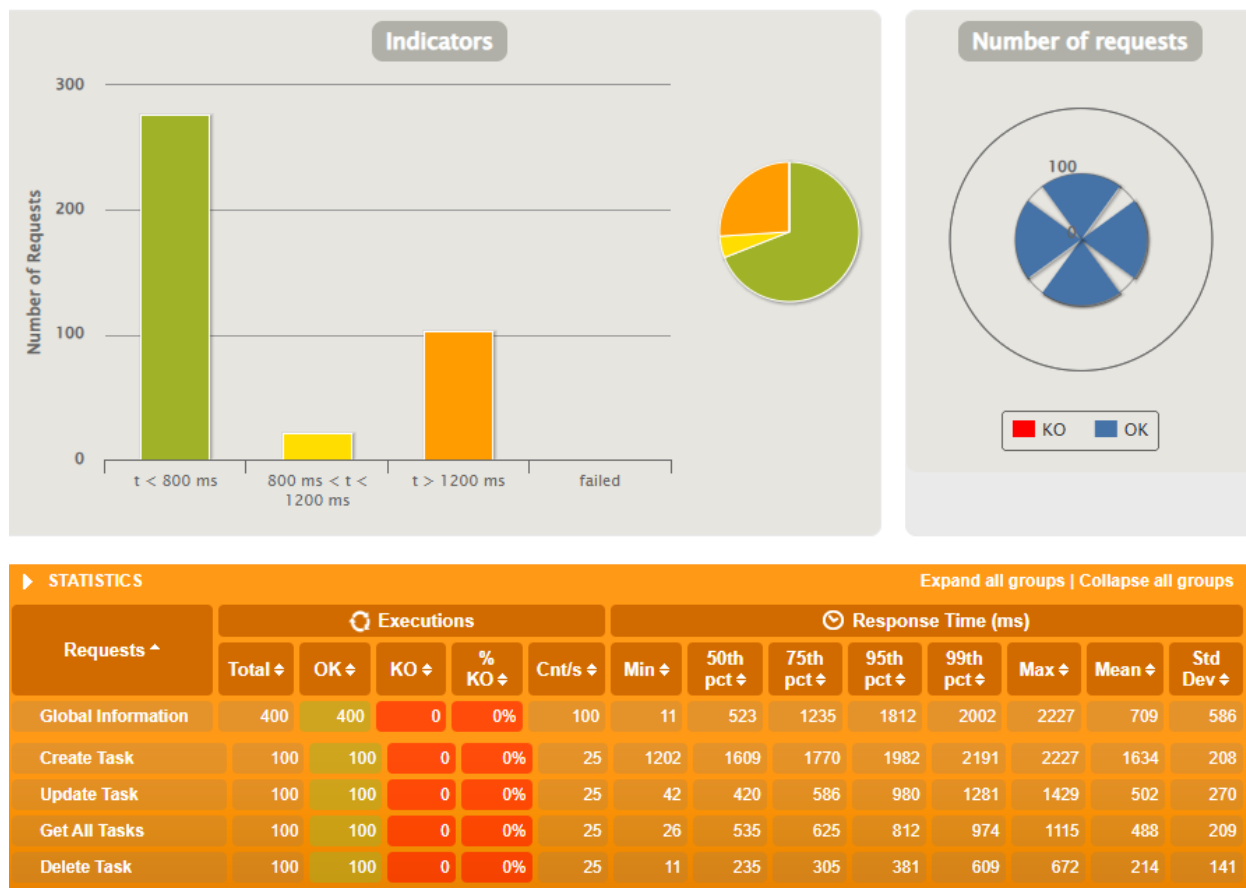 Indicators
300
200
100
0
Number of Requests
t < 800 ms
800 ms < t <
1200 ms
t > 1200 ms
failed
Number of requests
100
0
KO OK
STATISTICS Expand all groups | Collapse all groups
Requests Executions Response Time (ms)
Total OK KO % KO Cnt/s Min 50th pct 75th pct 95th pct 99th pct Max Mean Std Dev
Global Information 400 400 0 0% 100 11 523 1235 1812 2002 2227 709 586
Create Task 100 100 0 0% 25 1202 1609 1770 1982 2191 2227 1634 208
Update Task 100 100 0 0% 25 42 420 586 980 1281 1429 502 270
Get All Tasks 100 100 0 0% 25 26 535 625 812 974 1115 488 209
Delete Task 100 100 0 0% 25 11 235 305 381 609 672 214 141